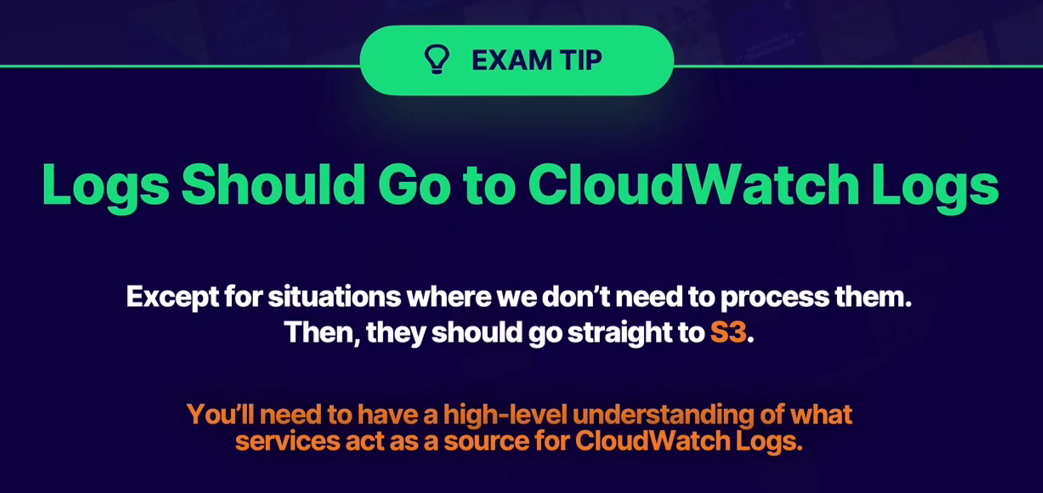 EXAM TIP
Logs Should Go to CloudWatch Logs
Except for situations where we don't need to process them.
Then, they should go straight to S3.
You'll need to have a high-level understanding of what
services act as a source for CloudWatch Logs.